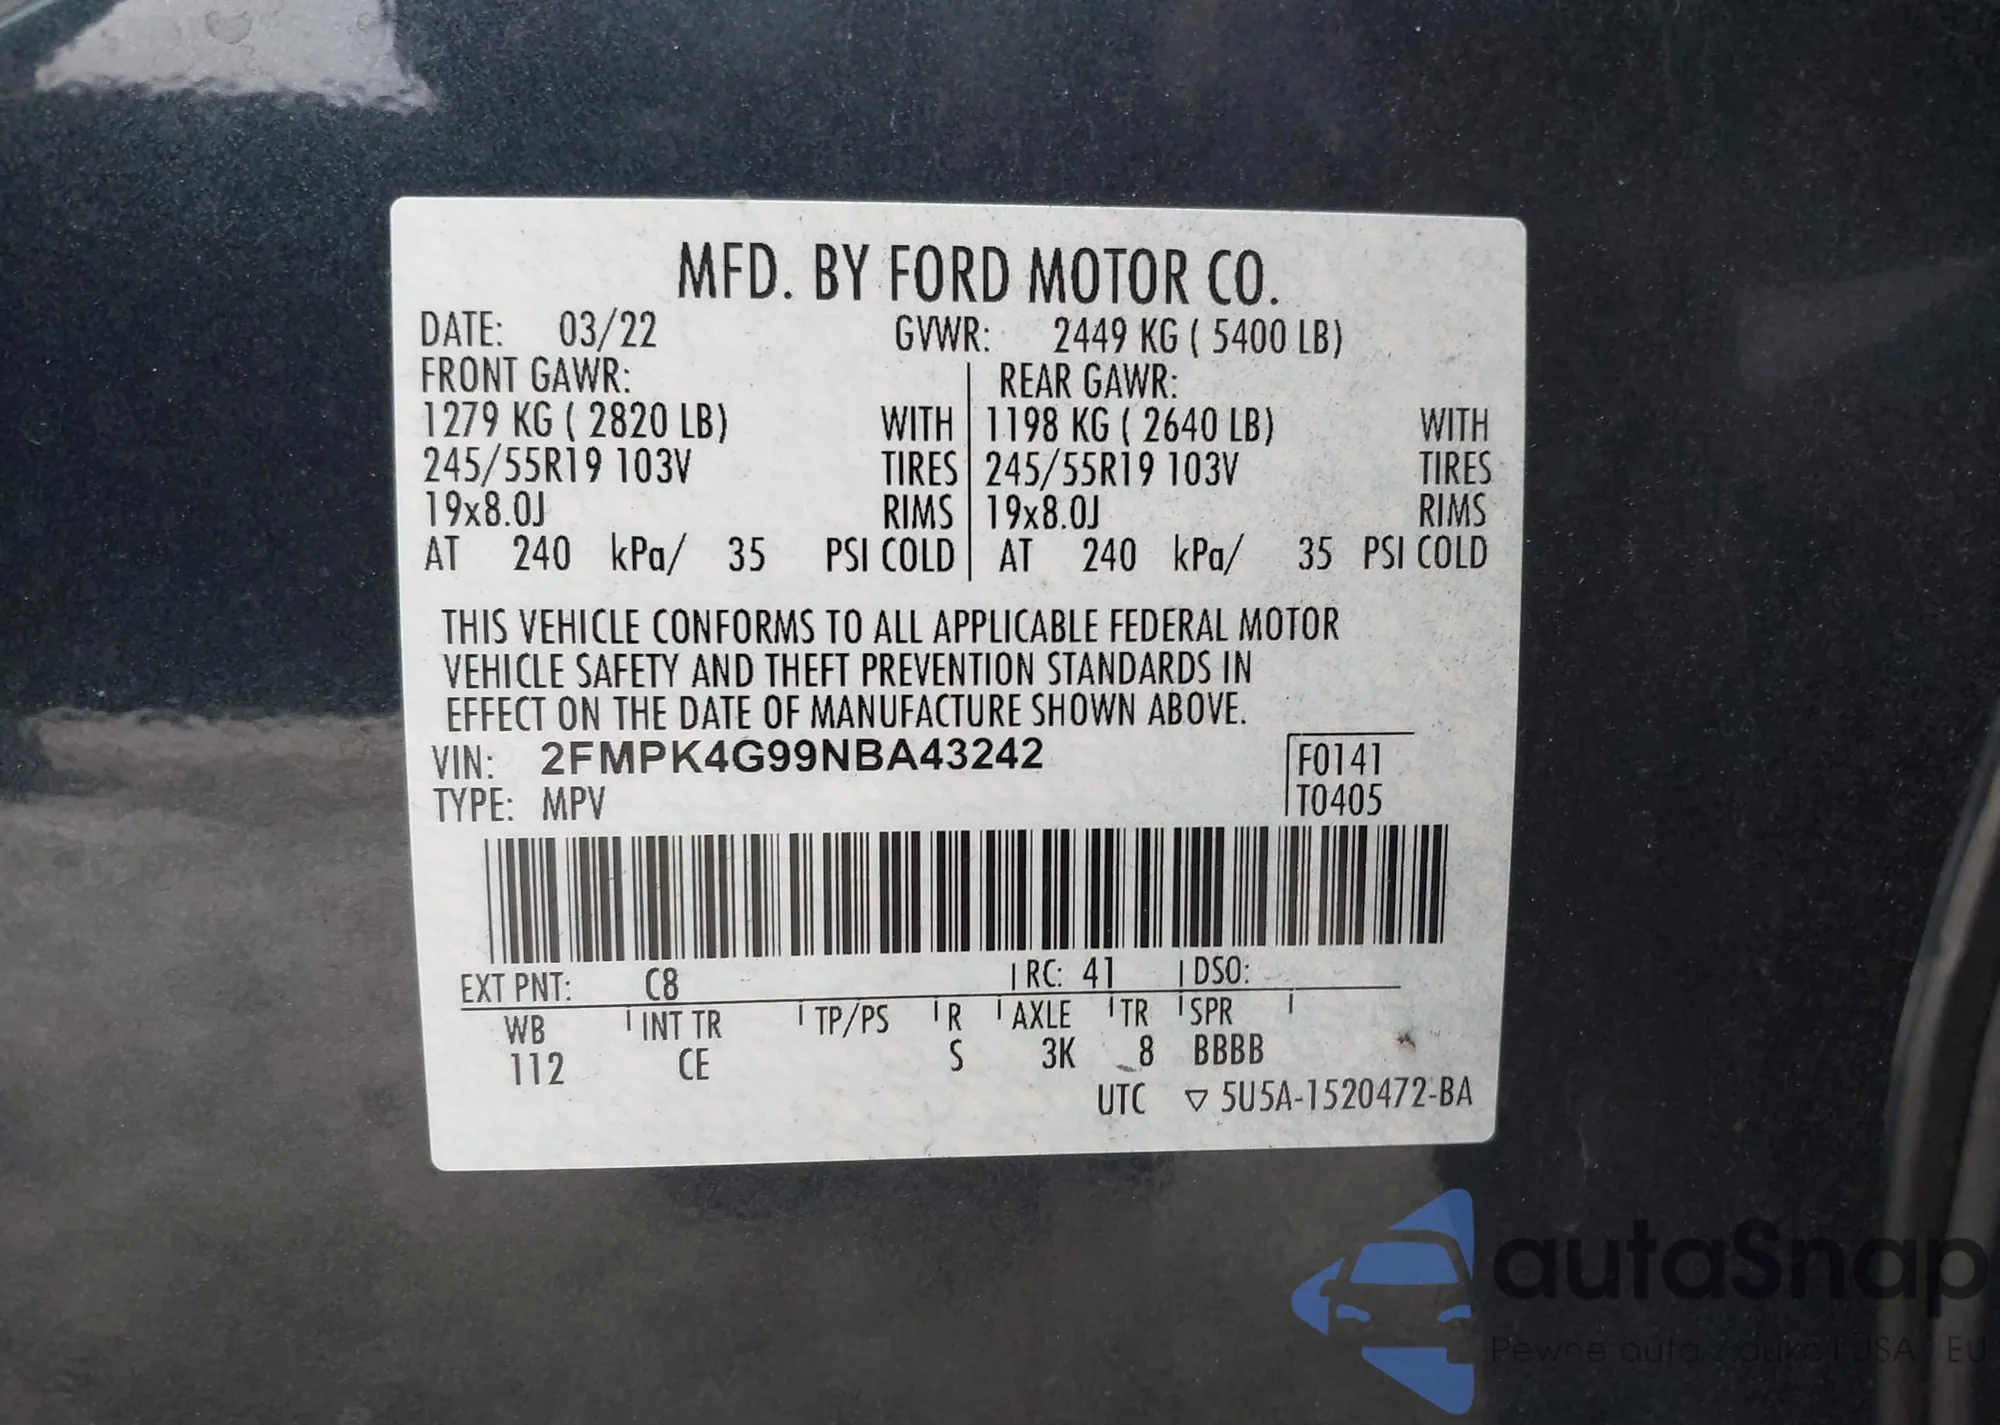 MFD. BY FORD MOTOR CO.
DATE: 03/22 GVWR: 2449 KG ( 5400 LB)
FRONT GAWR: REAR GAWR:
1279 KG ( 2820 LB) WITH 1198 KG ( 2640 LB) WITH
245/55R19 103V TIRES 245/55R19 103V TIRES
19x8.0J RIMS 19x8.0J RIMS
AT 240 kPa/ 35 PSI COLD AT 240 kPa/ 35 PSI COLD
THIS VEHICLE CONFORMS TO ALL APPLICABLE FEDERAL MOTOR
VEHICLE SAFETY AND THEFT PREVENTION STANDARDS IN
EFFECT ON THE DATE OF MANUFACTURE SHOWN ABOVE.
VIN: 2FMPK4G99NBA43242 F0141
TYPE: MPV T0405
EXT PNT: C8 RC: 41 DSO:
WB INT TR TP/PS R AXLE TR SPR
112 CE S 3K 8 BBBB
UTC ▽ 5U5A-1520472-BA
autaSnap
Pewne auta z aukcji USA EU